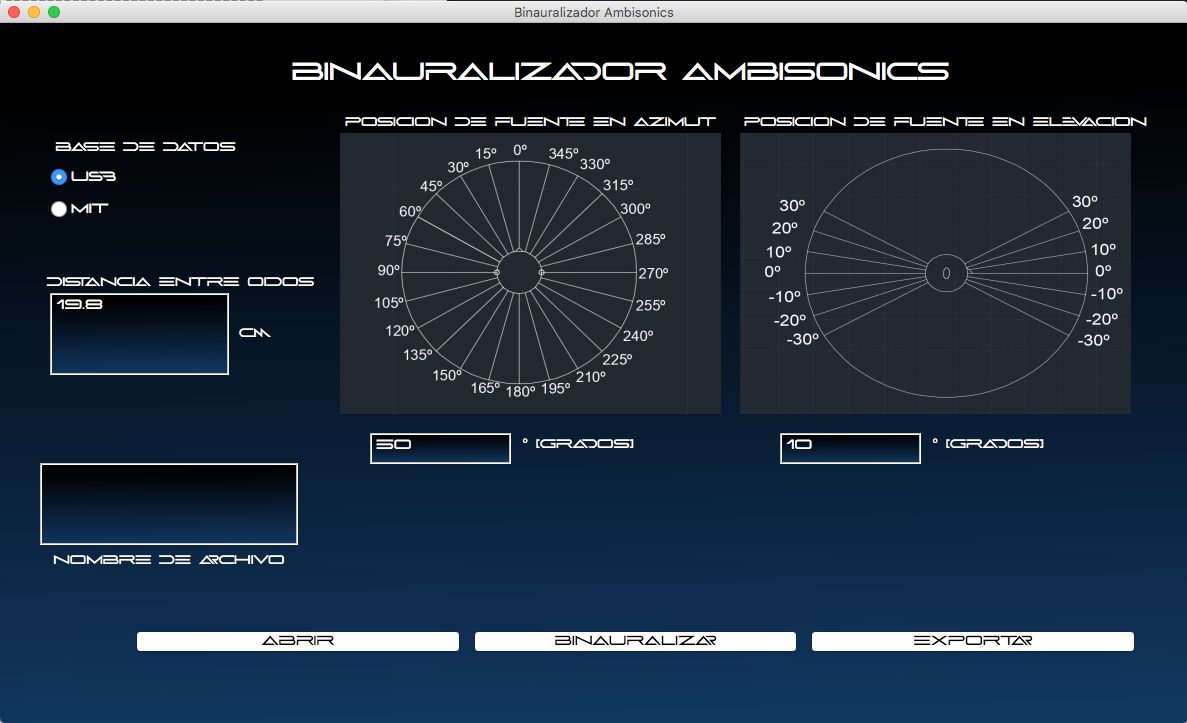 Binauralizador Ambisonics
BINAURALIZADOR AMBISONICS
BASE DE DATOS
USB
MIT
DISTANCIA ENTRE OIDOS
19.8
CM
NOMBRE DE ARCHIVO
POSICION DE FUENTE EN AZIMUT
0º
15º
345º
30º
330º
45º
315º
60º
300º
75º
285º
90º
270º
105º
255º
120º
240º
135º
225º
150º
210º
165º
180º
195º
50
º [GRADOS]
POSICION DE FUENTE EN ELEVACION
30º
30º
20º
20º
10º
10º
0º
0º
-10º
-10º
-20º
-20º
-30º
-30º
10
º [GRADOS]
ABRIR
BINAURALIZAR
EXPORTAR